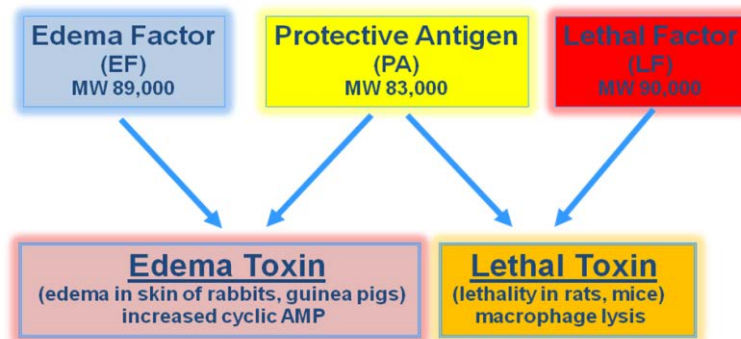 Edema Factor
(EF)
MW 89,000
Protective Antigen
(PA)
MW 83,000
Lethal Factor
(LF)
MW 90,000
Edema Toxin
(edema in skin of rabbits, guinea pigs)
increased cyclic AMP
Lethal Toxin
(lethality in rats, mice)
macrophage lysis